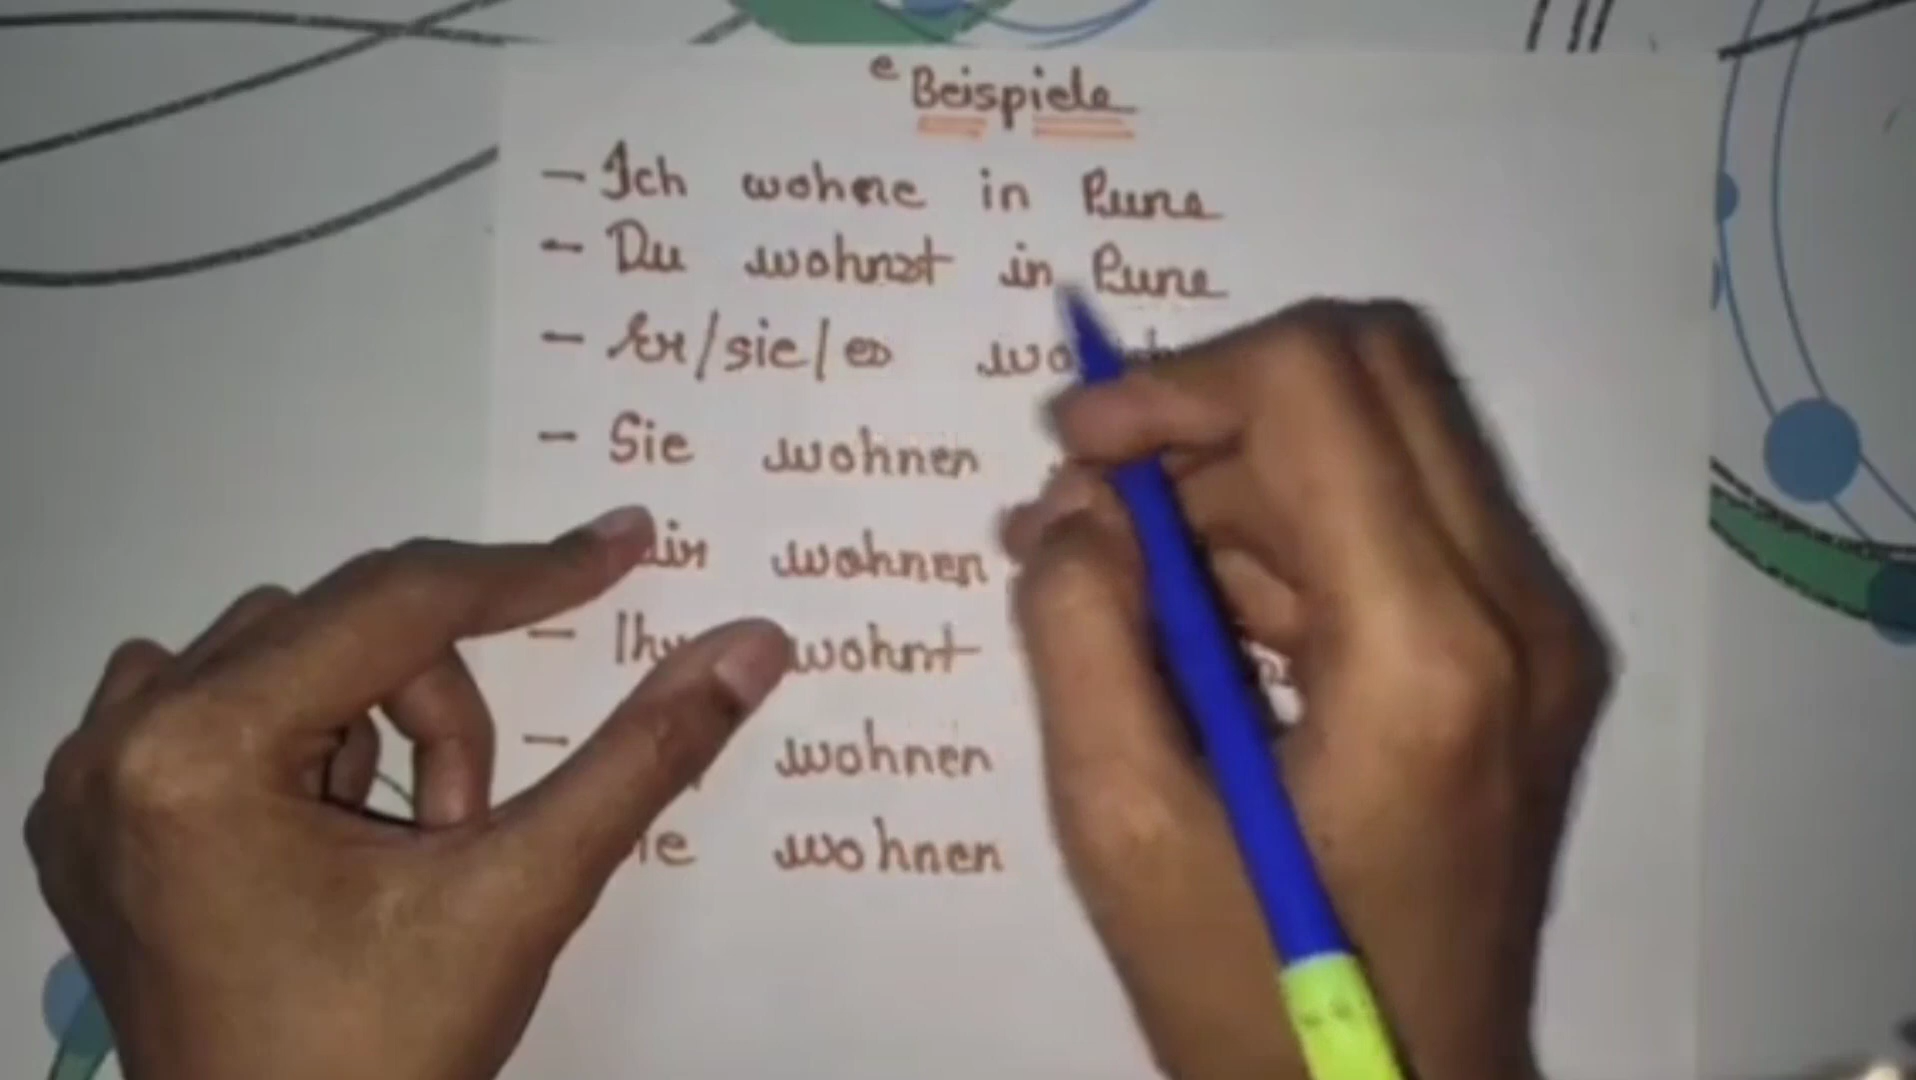 e Beispiele
- Ich wohne in Pune
- Du wohnst in Pune
- Er/sie/es
- Sie wohnen
wohnen
- wohnt
- wohnen
wohnen